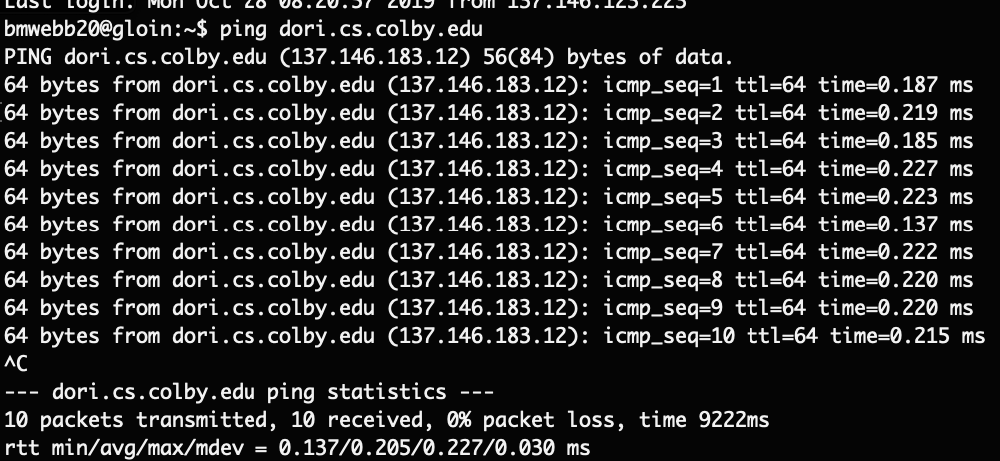 Last login: Mon Oct 28 08:20:57 2019 from 137.146.123.223
bmwebb20@gloin:~$ ping dori.cs.colby.edu
PING dori.cs.colby.edu (137.146.183.12) 56(84) bytes of data.
64 bytes from dori.cs.colby.edu (137.146.183.12): icmp_seq=1 ttl=64 time=0.187 ms
64 bytes from dori.cs.colby.edu (137.146.183.12): icmp_seq=2 ttl=64 time=0.219 ms
64 bytes from dori.cs.colby.edu (137.146.183.12): icmp_seq=3 ttl=64 time=0.185 ms
64 bytes from dori.cs.colby.edu (137.146.183.12): icmp_seq=4 ttl=64 time=0.227 ms
64 bytes from dori.cs.colby.edu (137.146.183.12): icmp_seq=5 ttl=64 time=0.223 ms
64 bytes from dori.cs.colby.edu (137.146.183.12): icmp_seq=6 ttl=64 time=0.137 ms
64 bytes from dori.cs.colby.edu (137.146.183.12): icmp_seq=7 ttl=64 time=0.222 ms
64 bytes from dori.cs.colby.edu (137.146.183.12): icmp_seq=8 ttl=64 time=0.220 ms
64 bytes from dori.cs.colby.edu (137.146.183.12): icmp_seq=9 ttl=64 time=0.220 ms
64 bytes from dori.cs.colby.edu (137.146.183.12): icmp_seq=10 ttl=64 time=0.215 ms
^C
--- dori.cs.colby.edu ping statistics ---
10 packets transmitted, 10 received, 0% packet loss, time 9222ms
rtt min/avg/max/mdev = 0.137/0.205/0.227/0.030 ms